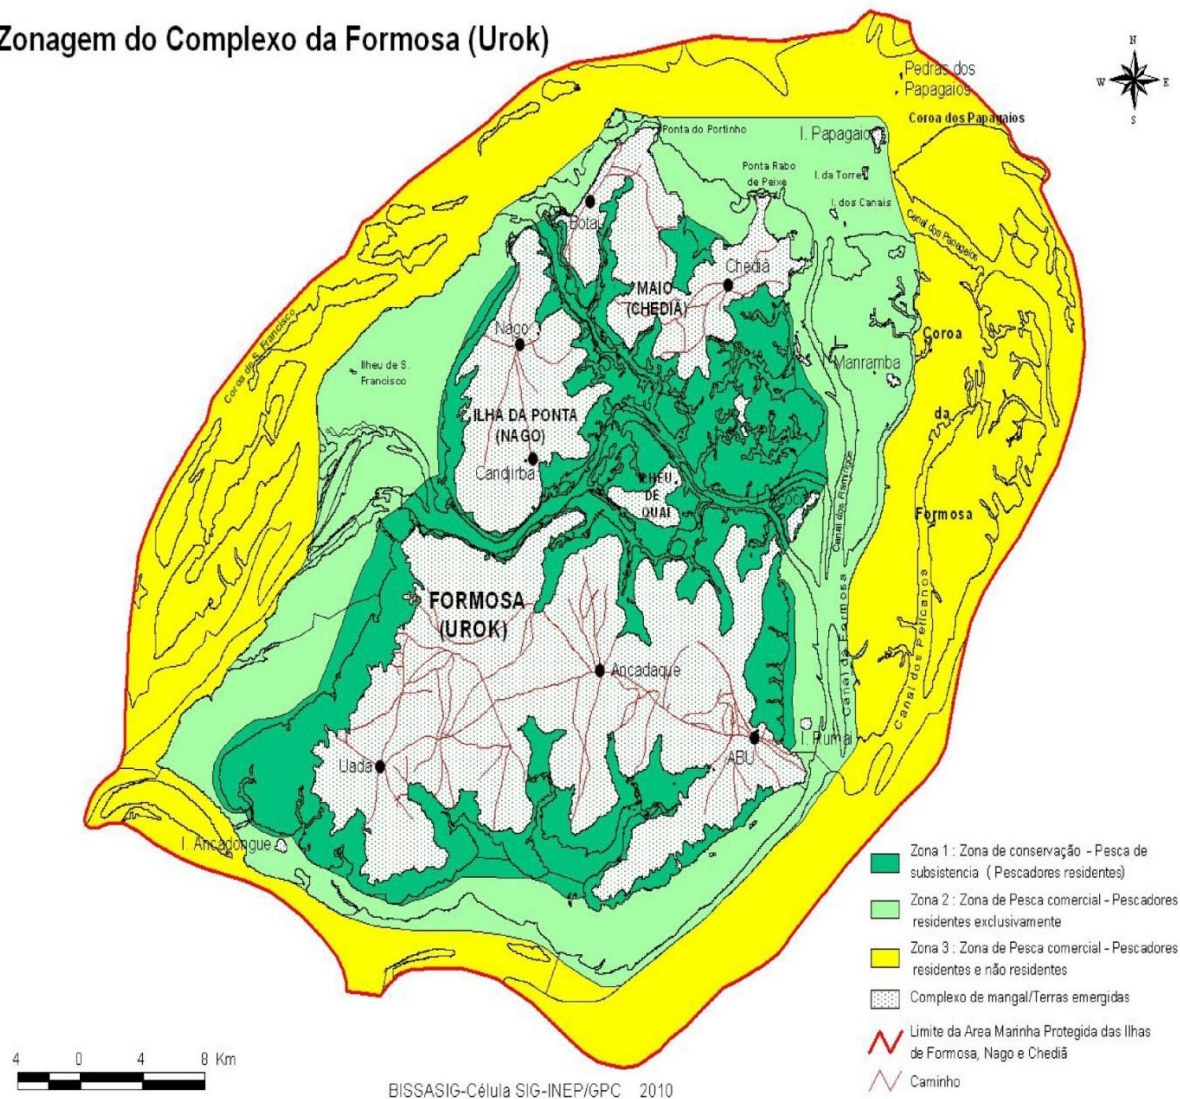 Zonagem do Complexo da Formosa (Urok)
N
W
E
S
Pedras dos
Papagaios
Coroa dos Papagaios
Ponta do Portinho
I. Papagaio
Ponta Rabo
de Peixe
I. da Torre
I. dos Canais
Canal dos Papagaios
Botai
Chediã
MAIO
(CHEDIÃ)
Nago
Coroa de S. Francisco
Ilheu de S.
Francisco
I. Manramba
Coroa
da
Formosa
ILHA DA PONTA
(NAGO)
Candjirba
ILHEU
DE
QUAI
Canal da Formosa
Canal dos Pelicanos
FORMOSA
(UROK)
Ancadaque
Uada
ABU
I. Rumai
I. Ancadongue
Zona 1 : Zona de conservação - Pesca de
subsistencia ( Pescadores residentes)
Zona 2 : Zona de Pesca comercial - Pescadores
residentes exclusivamente
Zona 3 : Zona de Pesca comercial - Pescadores
residentes e não residentes
Complexo de mangal/Terras emergidas
Limite da Area Marinha Protegida das Ilhas
de Formosa, Nago e Chediã
Caminho
4 0 4 8 Km
BISSASIG-Célula SIG-INEP/GPC 2010